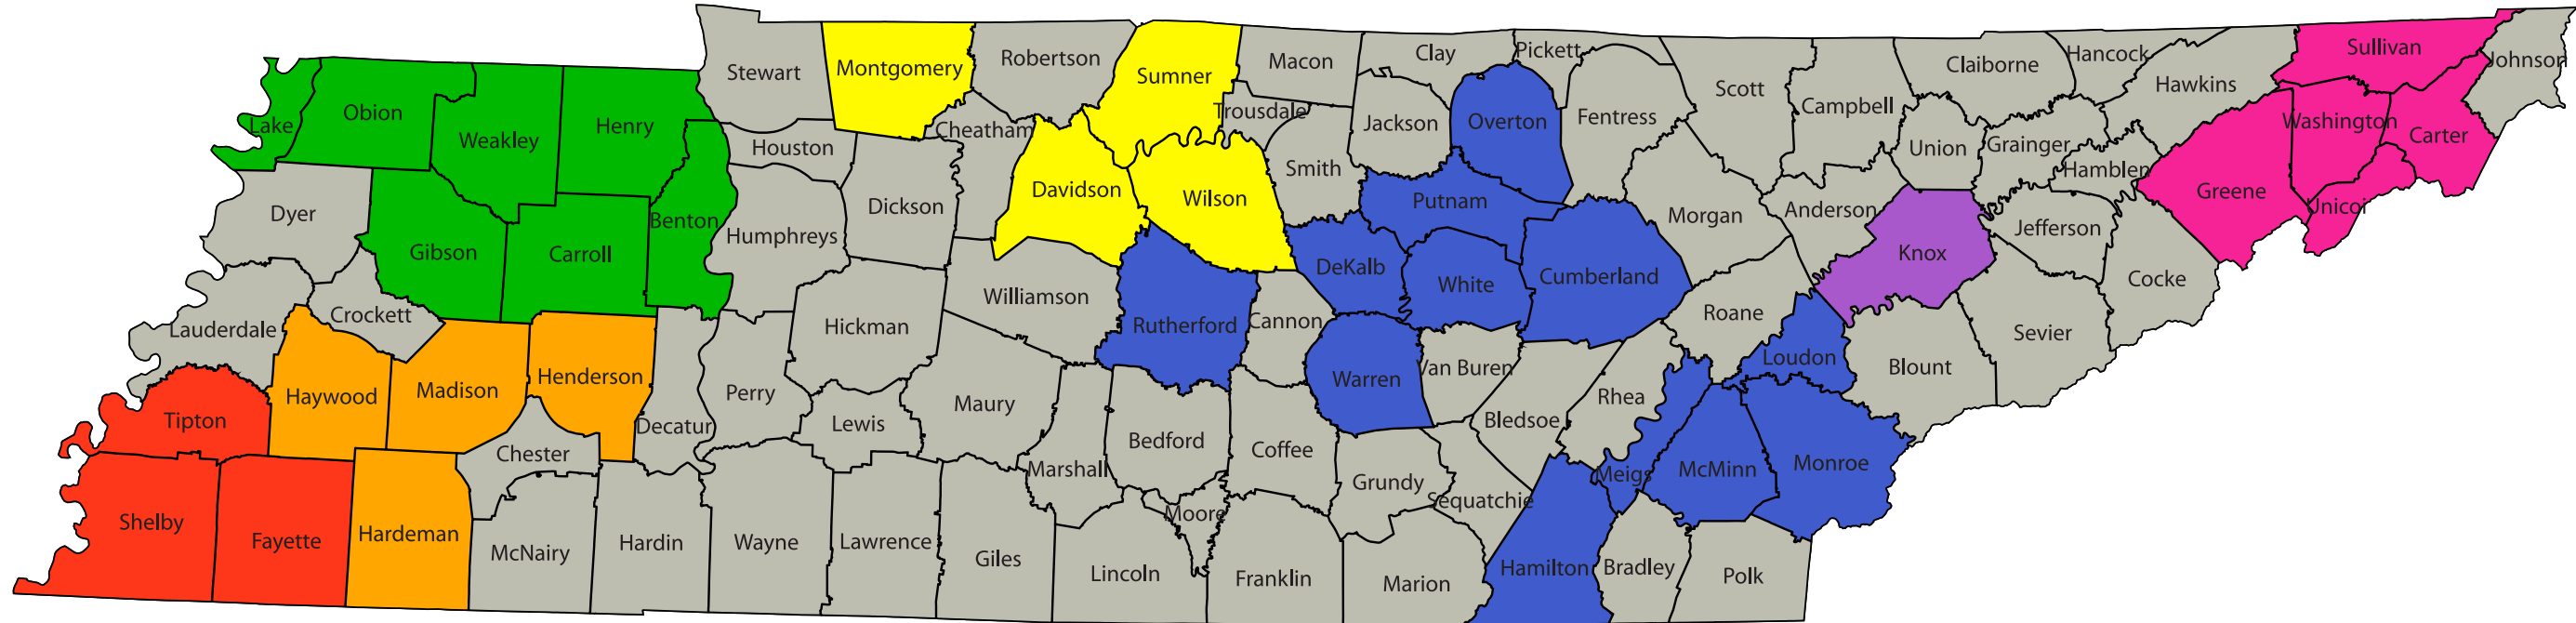 Lake
Obion
Weakley
Henry
Benton
Dyer
Gibson
Carroll
Lauderdale
Crockett
Tipton
Haywood
Madison
Henderson
Decatur
Shelby
Fayette
Hardeman
Chester
McNairy
Hardin
Stewart
Montgomery
Robertson
Sumner
Macon
Trousdale
Houston
Cheatham
Dickson
Humphreys
Davidson
Wilson
Smith
Williamson
Hickman
Rutherford
Cannon
Perry
Lewis
Maury
Marshall
Bedford
Coffee
Wayne
Lawrence
Giles
Lincoln
Moore
Franklin
Clay
Pickett
Jackson
Overton
Fentress
Putnam
DeKalb
White
Cumberland
Warren
Van Buren
Bledsoe
Grundy
Sequatchie
Marion
Hamilton
Scott
Campbell
Morgan
Anderson
Roane
Rhea
Meigs
Loudon
McMinn
Monroe
Bradley
Polk
Claiborne
Hancock
Union
Grainger
Hamblen
Hawkins
Knox
Jefferson
Blount
Sevier
Cocke
Greene
Sullivan
Washington
Unicoi
Carter
Johnson